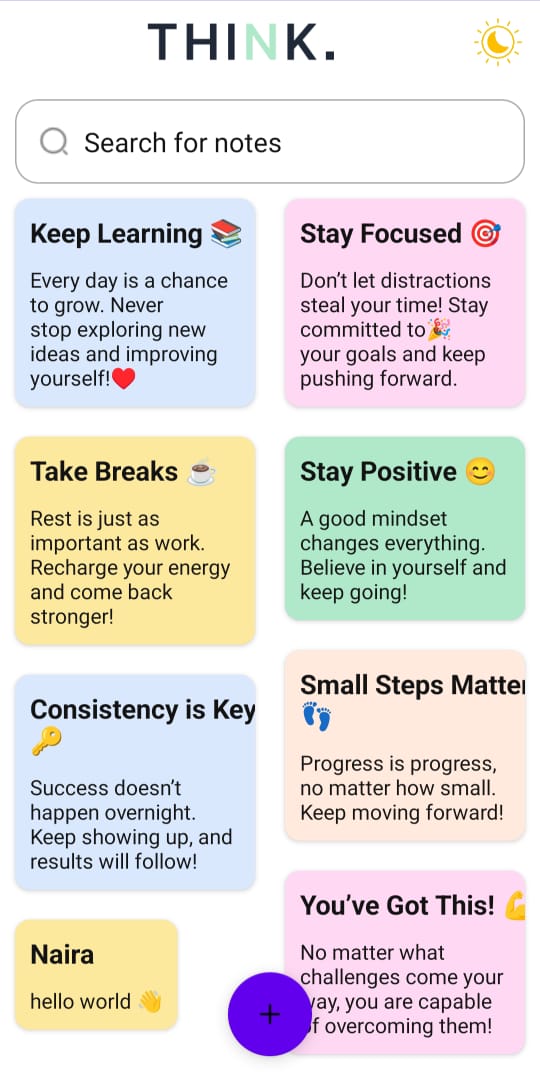 THINK.
Search for notes
Keep Learning 📚
Every day is a chance
to grow. Never
stop exploring new
ideas and improving
yourself!❤️
Stay Focused 🎯
Don’t let distractions
steal your time! Stay
committed to🎉
your goals and keep
pushing forward.
Take Breaks ☕
Rest is just as
important as work.
Recharge your energy
and come back
stronger!
Stay Positive 😊
A good mindset
changes everything.
Believe in yourself and
keep going!
Consistency is Key
🔑
Success doesn’t
happen overnight.
Keep showing up, and
results will follow!
Small Steps Matter
👣
Progress is progress,
no matter how small.
Keep moving forward!
Naira
hello world 👋
You’ve Got This! 💪
No matter what
challenges come your
way, you are capable
of overcoming them!
+